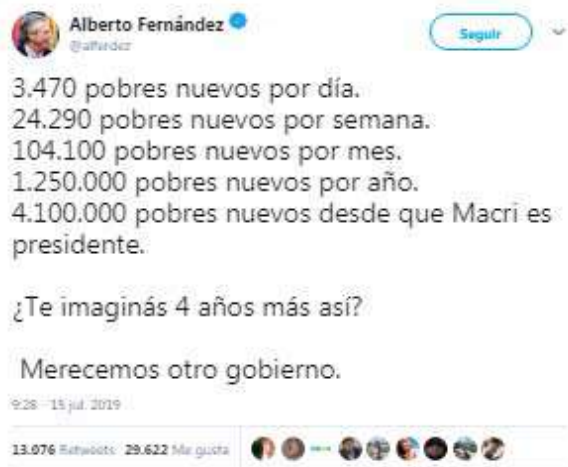 Alberto Fernández
@alferdez
Seguir
3.470 pobres nuevos por día.
24.290 pobres nuevos por semana.
104.100 pobres nuevos por mes.
1.250.000 pobres nuevos por año.
4.100.000 pobres nuevos desde que Macri es
presidente.
¿Te imaginás 4 años más así?
Merecemos otro gobierno.
9:28 - 15 jul. 2019
13.076 Retweets 29.622 Me gusta